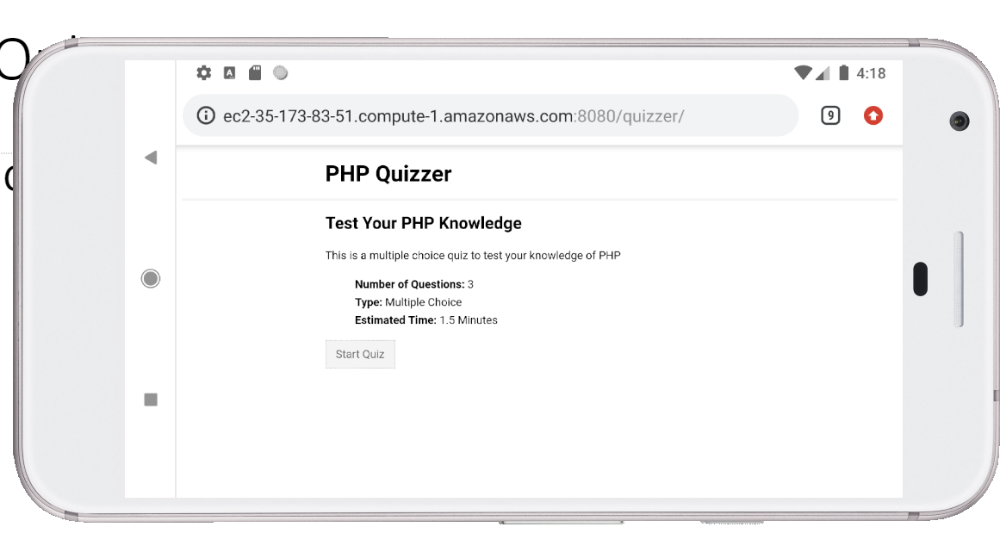 4:18
ec2-35-173-83-51.compute-1.amazonaws.com:8080/quizzer/
9
PHP Quizzer
Test Your PHP Knowledge
This is a multiple choice quiz to test your knowledge of PHP
Number of Questions: 3
Type: Multiple Choice
Estimated Time: 1.5 Minutes
Start Quiz